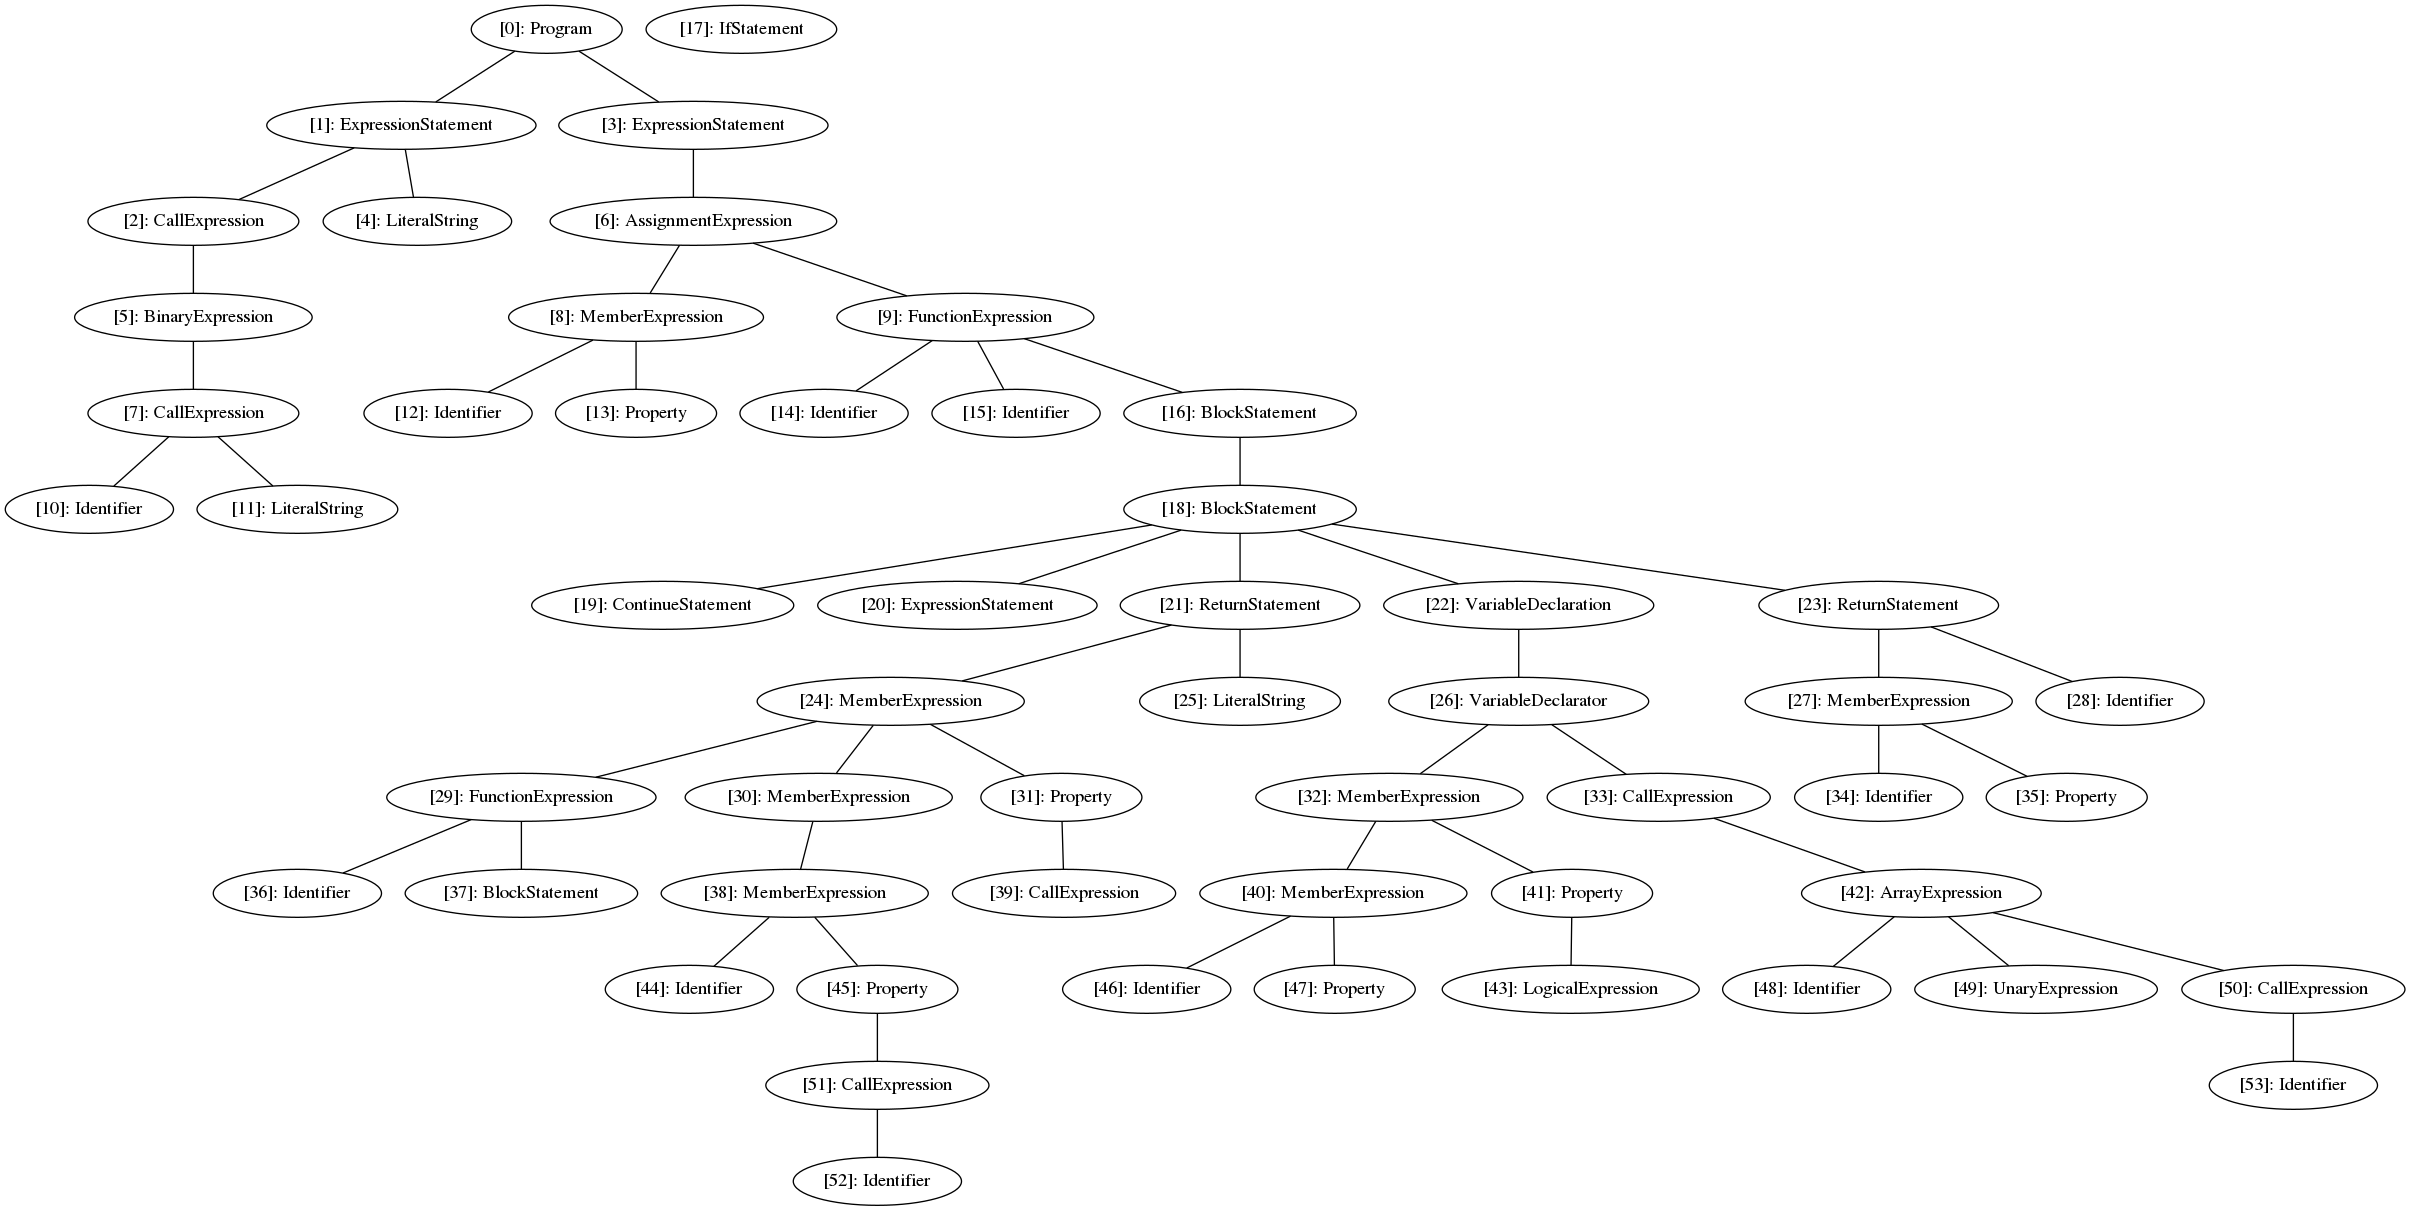 [0]: Program
[17]: IfStatement
[1]: ExpressionStatement
[3]: ExpressionStatement
[2]: CallExpression
[4]: LiteralString
[6]: AssignmentExpression
[5]: BinaryExpression
[8]: MemberExpression
[9]: FunctionExpression
[7]: CallExpression
[12]: Identifier
[13]: Property
[14]: Identifier
[15]: Identifier
[16]: BlockStatement
[10]: Identifier
[11]: LiteralString
[18]: BlockStatement
[19]: ContinueStatement
[20]: ExpressionStatement
[21]: ReturnStatement
[22]: VariableDeclaration
[23]: ReturnStatement
[24]: MemberExpression
[25]: LiteralString
[26]: VariableDeclarator
[27]: MemberExpression
[28]: Identifier
[29]: FunctionExpression
[30]: MemberExpression
[31]: Property
[32]: MemberExpression
[33]: CallExpression
[34]: Identifier
[35]: Property
[36]: Identifier
[37]: BlockStatement
[38]: MemberExpression
[39]: CallExpression
[40]: MemberExpression
[41]: Property
[42]: ArrayExpression
[44]: Identifier
[45]: Property
[46]: Identifier
[47]: Property
[43]: LogicalExpression
[48]: Identifier
[49]: UnaryExpression
[50]: CallExpression
[51]: CallExpression
[53]: Identifier
[52]: Identifier